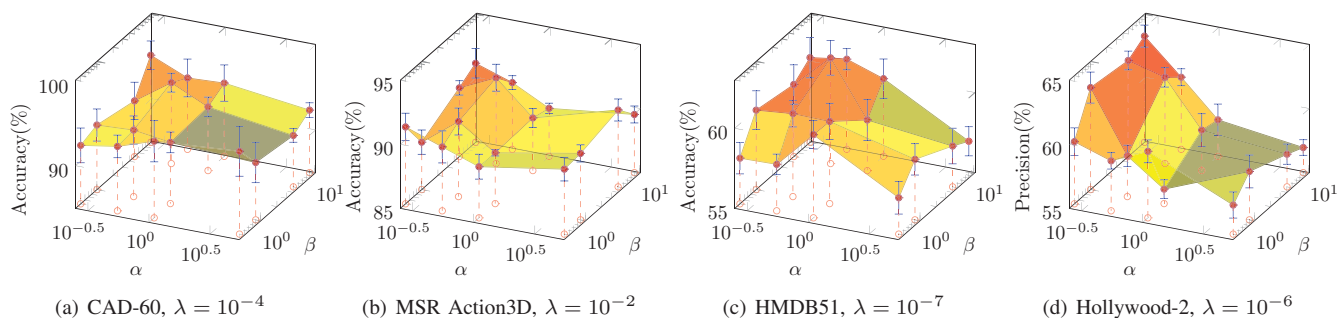 Accuracy(%)
100
90
10^−0.5
10^0
10^0.5
α
10^0
10^1
β
(a) CAD-60, λ = 10^−4
Accuracy(%)
95
90
85
10^−0.5
10^0
10^0.5
α
10^0
10^1
β
(b) MSR Action3D, λ = 10^−2
Accuracy(%)
60
55
10^−0.5
10^0
10^0.5
α
10^0
10^1
β
(c) HMDB51, λ = 10^−7
Precision(%)
65
60
55
10^−0.5
10^0
10^0.5
α
10^0
10^1
β
(d) Hollywood-2, λ = 10^−6